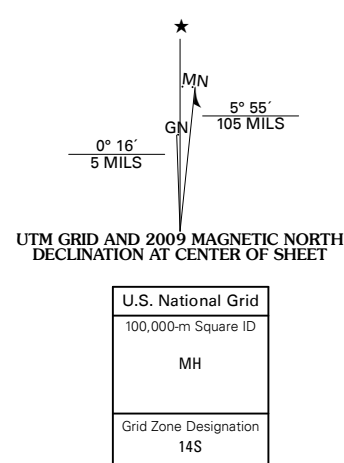 ★
MN
5° 55´
105 MILS
GN
0° 16´
5 MILS
UTM GRID AND 2009 MAGNETIC NORTH
DECLINATION AT CENTER OF SHEET
U.S. National Grid
100,000-m Square ID
MH
Grid Zone Designation
14S